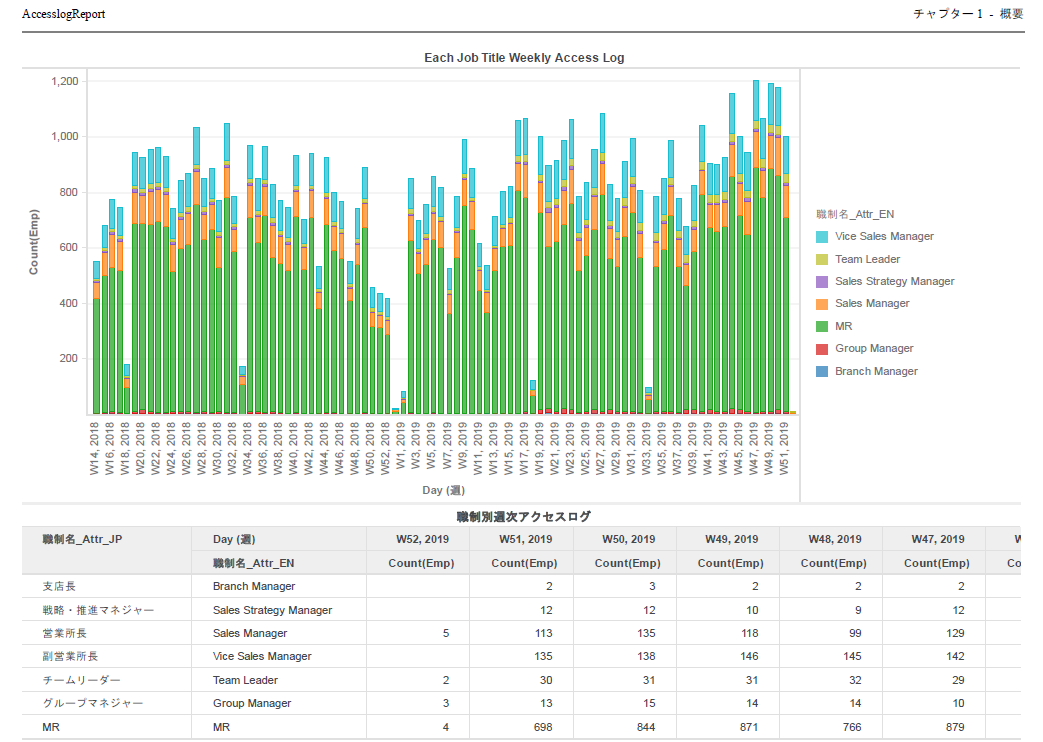 AccesslogReport チャプター 1 - 概要
Each Job Title Weekly Access Log
1,200
1,000
800
600
400
200
Count(Emp)
W14, 2018 W16, 2018 W18, 2018 W20, 2018 W22, 2018 W24, 2018 W26, 2018 W28, 2018 W30, 2018 W32, 2018 W34, 2018 W36, 2018 W38, 2018 W40, 2018 W42, 2018 W44, 2018 W46, 2018 W48, 2018 W50, 2018 W52, 2018 W1, 2019 W3, 2019 W5, 2019 W7, 2019 W9, 2019 W11, 2019 W13, 2019 W15, 2019 W17, 2019 W19, 2019 W21, 2019 W23, 2019 W25, 2019 W27, 2019 W29, 2019 W31, 2019 W33, 2019 W35, 2019 W37, 2019 W39, 2019 W41, 2019 W43, 2019 W45, 2019 W47, 2019 W49, 2019 W51, 2019
Day (週)
職制名_Attr_EN
Vice Sales Manager
Team Leader
Sales Strategy Manager
Sales Manager
MR
Group Manager
Branch Manager
職制別週次アクセスログ
職制名_Attr_JP Day (週) W52, 2019 W51, 2019 W50, 2019 W49, 2019 W48, 2019 W47, 2019
職制名_Attr_EN Count(Emp) Count(Emp) Count(Emp) Count(Emp) Count(Emp) Count(Emp)
支店長 Branch Manager 2 3 2 2 2
戦略・推進マネジャー Sales Strategy Manager 12 12 10 9 12
営業所長 Sales Manager 5 113 135 118 99 129
副営業所長 Vice Sales Manager 135 138 146 145 142
チームリーダー Team Leader 2 30 31 31 32 29
グループマネジャー Group Manager 3 13 15 14 14 10
MR MR 4 698 844 871 766 879